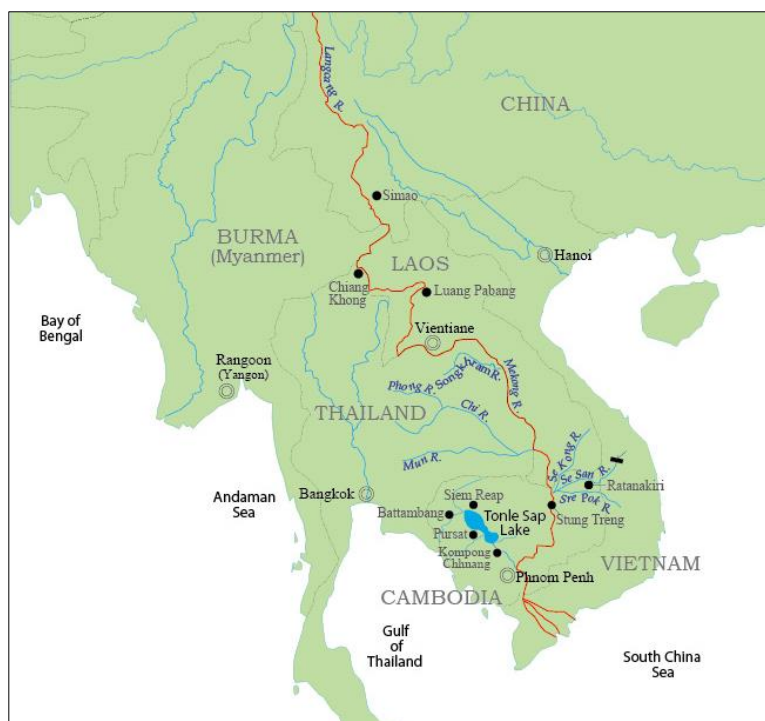 Langcang R.
CHINA
Simao
BURMA
(Myanmer)
Hanoi
LAOS
Chiang
Khong
Luang Pabang
Bay of
Bengal
Vientiane
Rangoon
(Yangon)
Phong R.
Songkhram R.
Mekong R.
THAILAND
Chi R.
Mun R.
Se Kong R.
Se San R.
Ratanakiri
Sre Pok R.
Andaman
Sea
Bangkok
Siem Reap
Battambang
Tonle Sap
Lake
Stung Treng
Pursat
Kompong
Chhnang
VIETNAM
Phnom Penh
CAMBODIA
Gulf
of
Thailand
South China
Sea